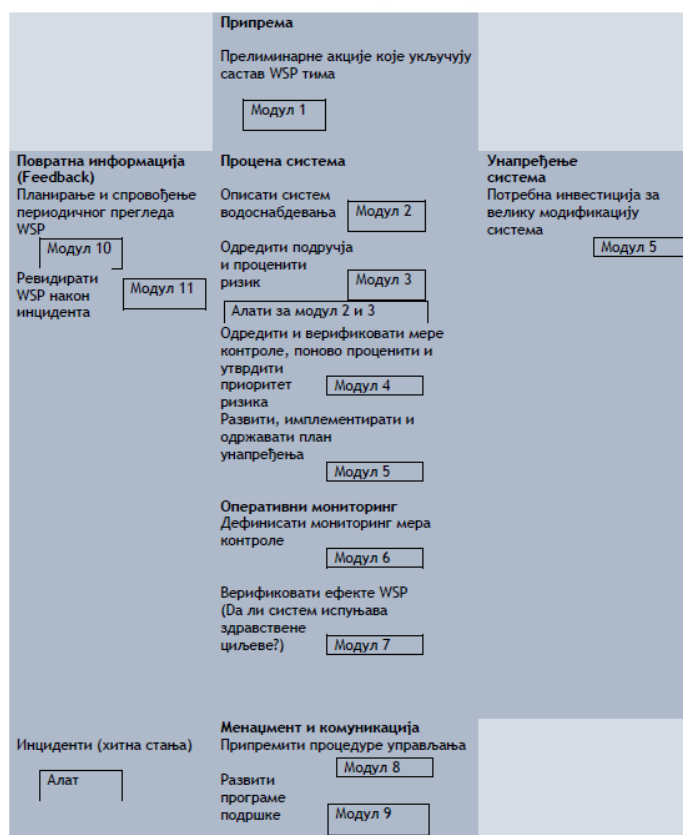 Припрема
Прелиминарне акције које укључују
састав WSP тима
Модул 1
Повратна информација
(Feedback)
Планирање и спровођење
периодичног прегледа
WSP
Модул 10
Ревидирати
WSP након
инцидента
Модул 11
Процена система
Описати систем
водоснабдевања
Модул 2
Одредити подручја
и проценити
ризик
Модул 3
Алати за модул 2 и 3
Одредити и верификовати мере
контроле, поново проценити и
утврдити
приоритет
ризика
Модул 4
Развити, имплементирати и
одржавати план
унапређења
Модул 5
Оперативни мониторинг
Дефинисати мониторинг мера
контроле
Модул 6
Верификовати ефекте WSP
(Da ли систем испуњава
здравствене
циљеве?)
Модул 7
Унапређење
система
Потребна инвестиција за
велику модификацију
система
Модул 5
Инциденти (хитна стања)
Алат
Менаџмент и комуникација
Припремити процедуре управљања
Модул 8
Развити
програме
подршке
Модул 9